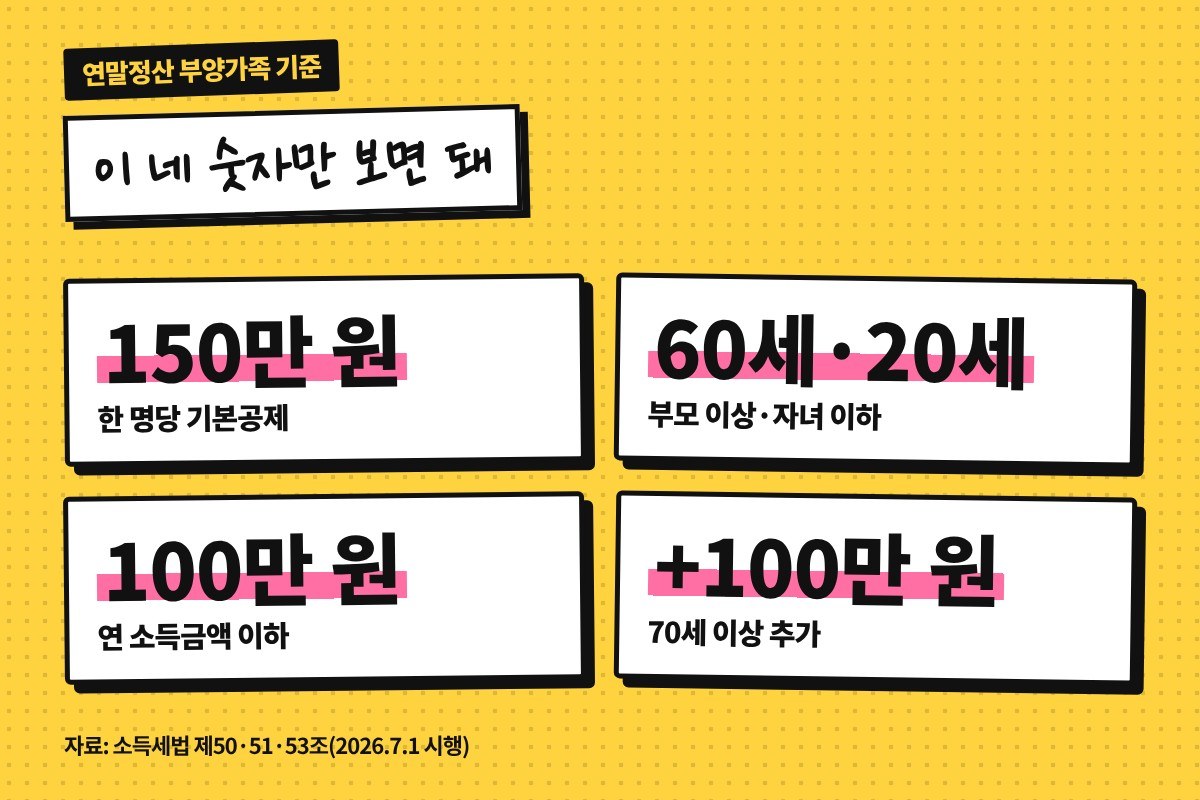 연말정산 부양가족 기준
이 네 숫자만 보면 돼
150만 원
한 명당 기본공제
60세·20세
부모 이상·자녀 이하
100만 원
연 소득금액 이하
+100만 원
70세 이상 추가
자료: 소득세법 제50·51·53조(2026.7.1 시행)